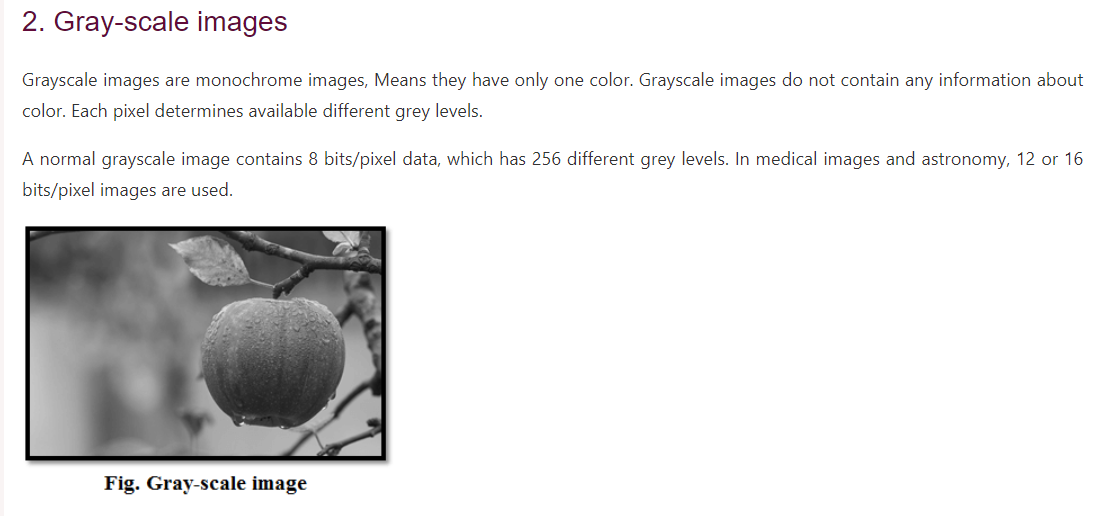 2. Gray-scale images
Grayscale images are monochrome images, Means they have only one color. Grayscale images do not contain any information about
color. Each pixel determines available different grey levels.
A normal grayscale image contains 8 bits/pixel data, which has 256 different grey levels. In medical images and astronomy, 12 or 16
bits/pixel images are used.
Fig. Gray-scale image